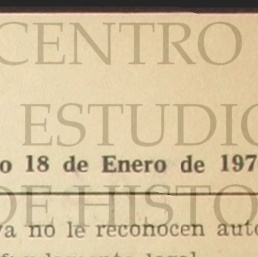 CENTRO
ESTUDIO
o 18 de Enero de 197
DE HISTO
va no le reconocen auto